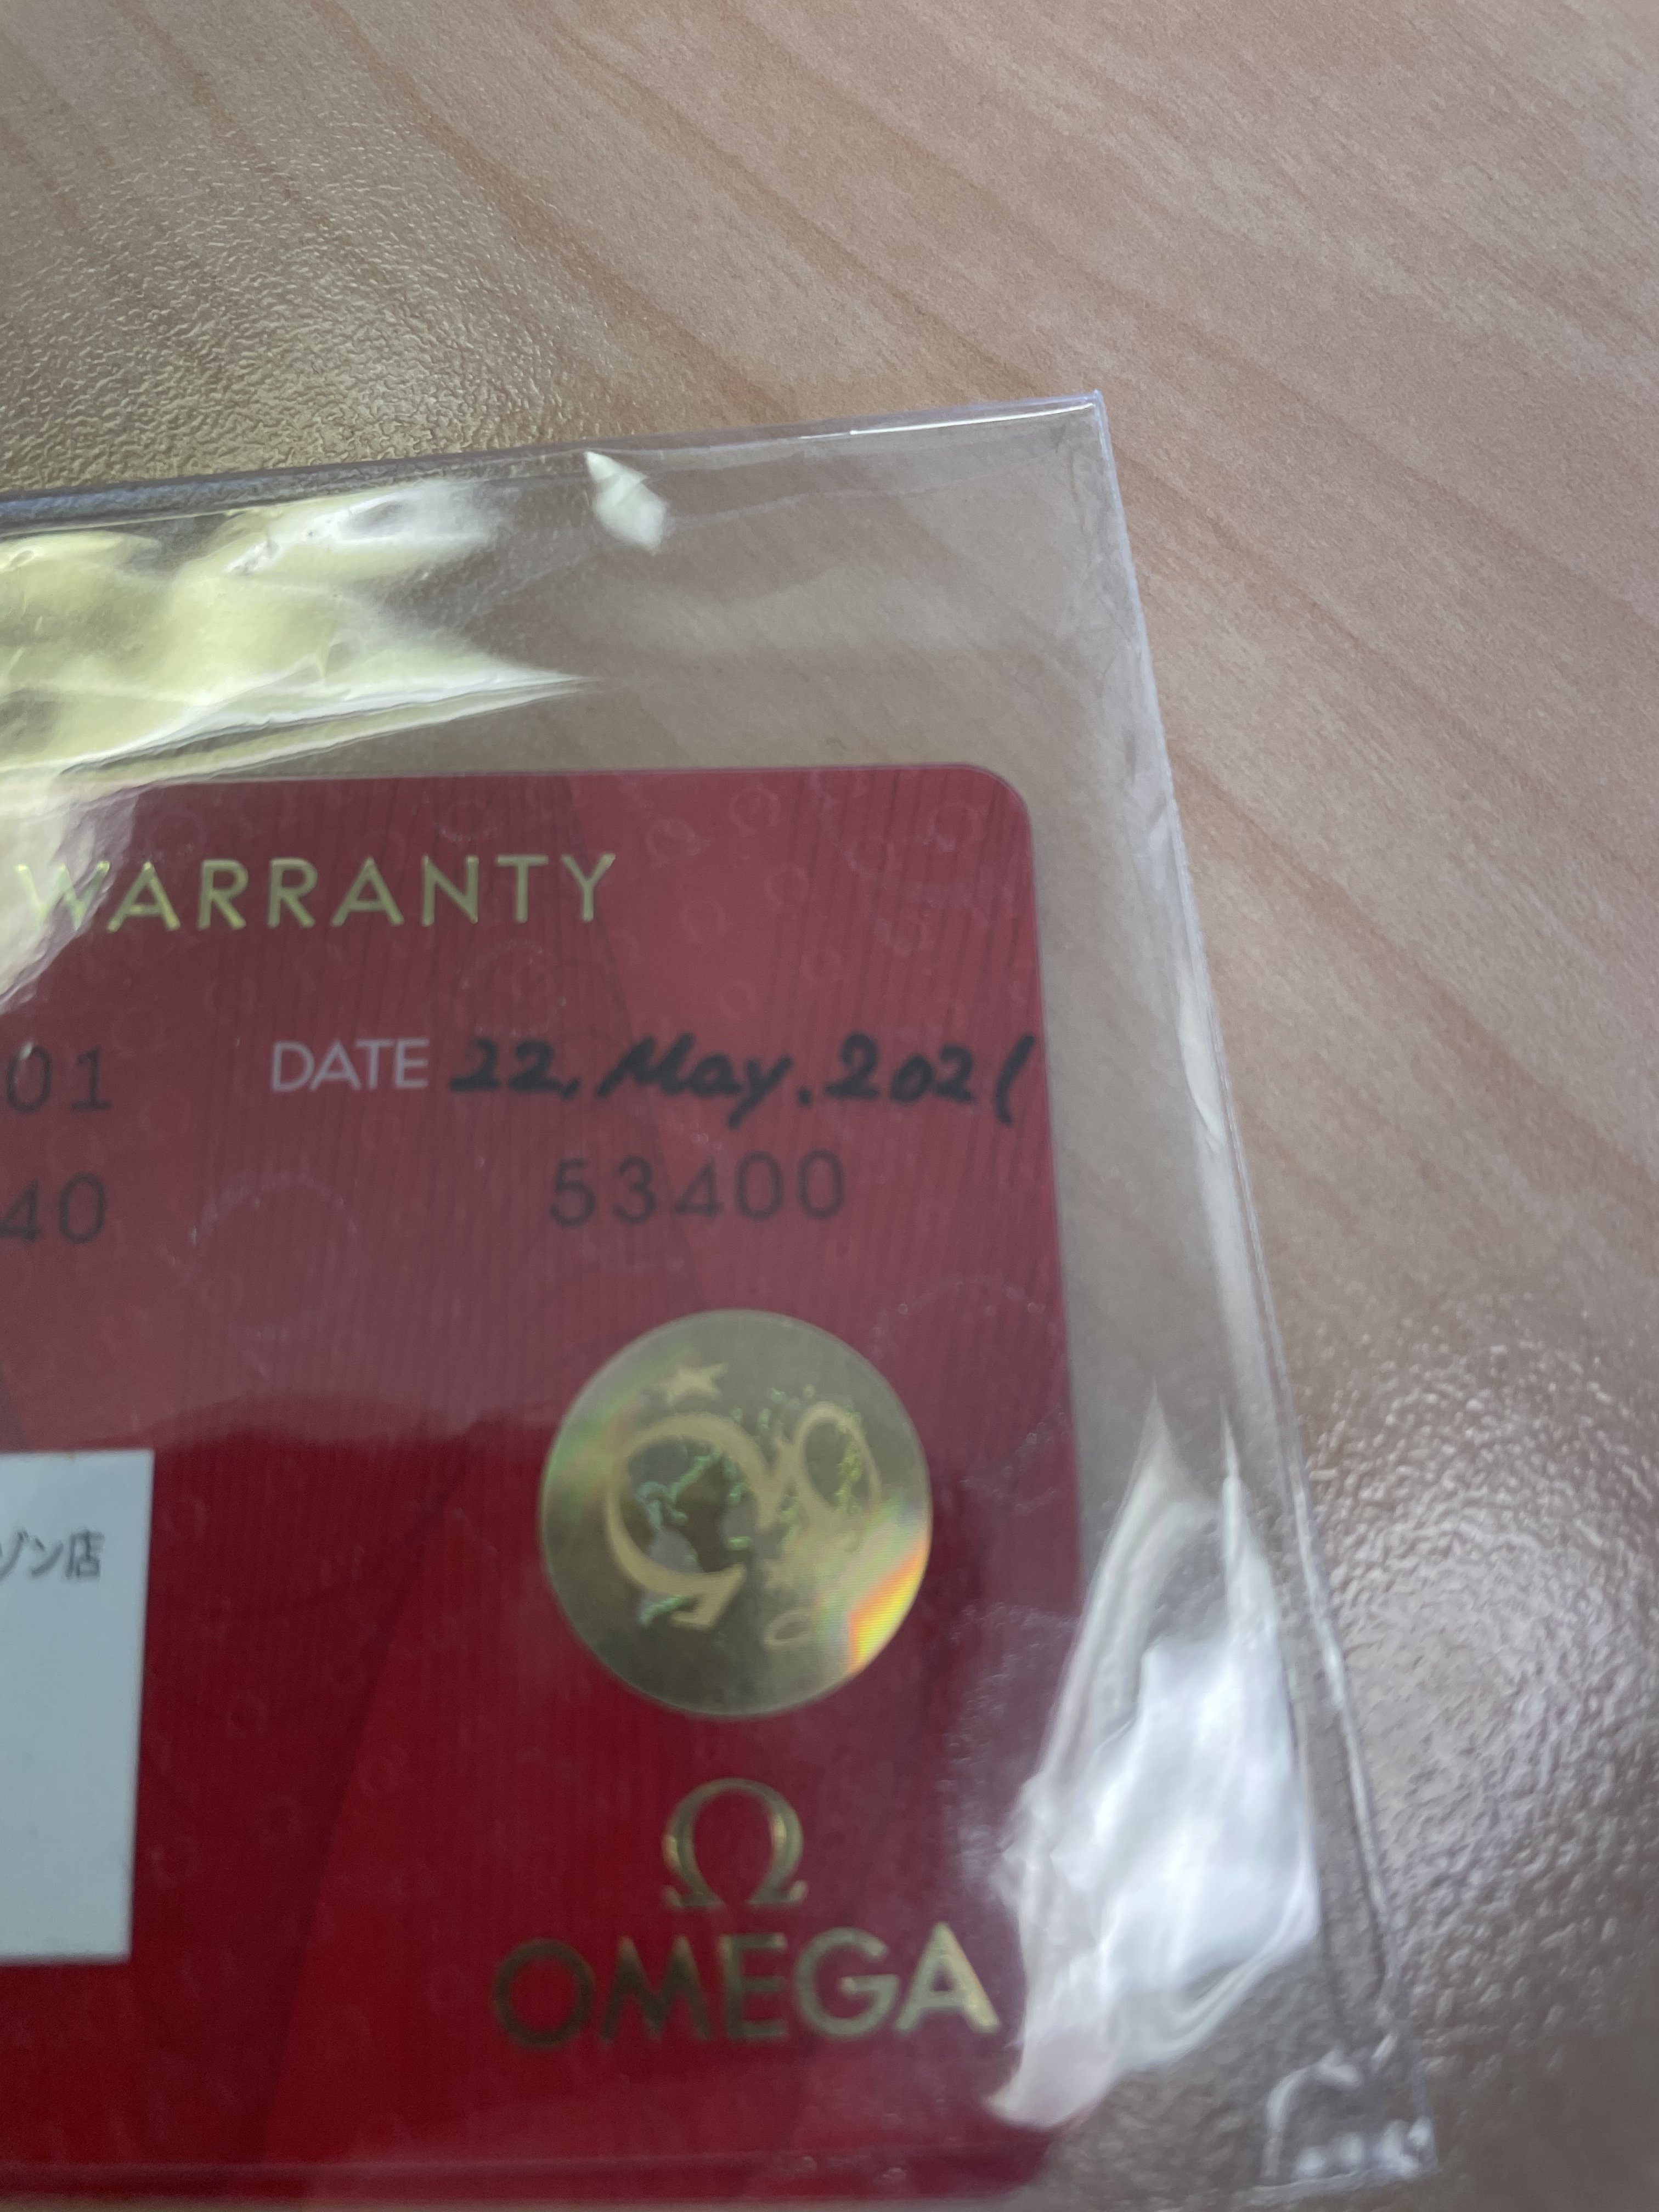 WARRANTY
01 DATE 22. May. 2021
40 53400
ゾン店
Ω
OMEGA